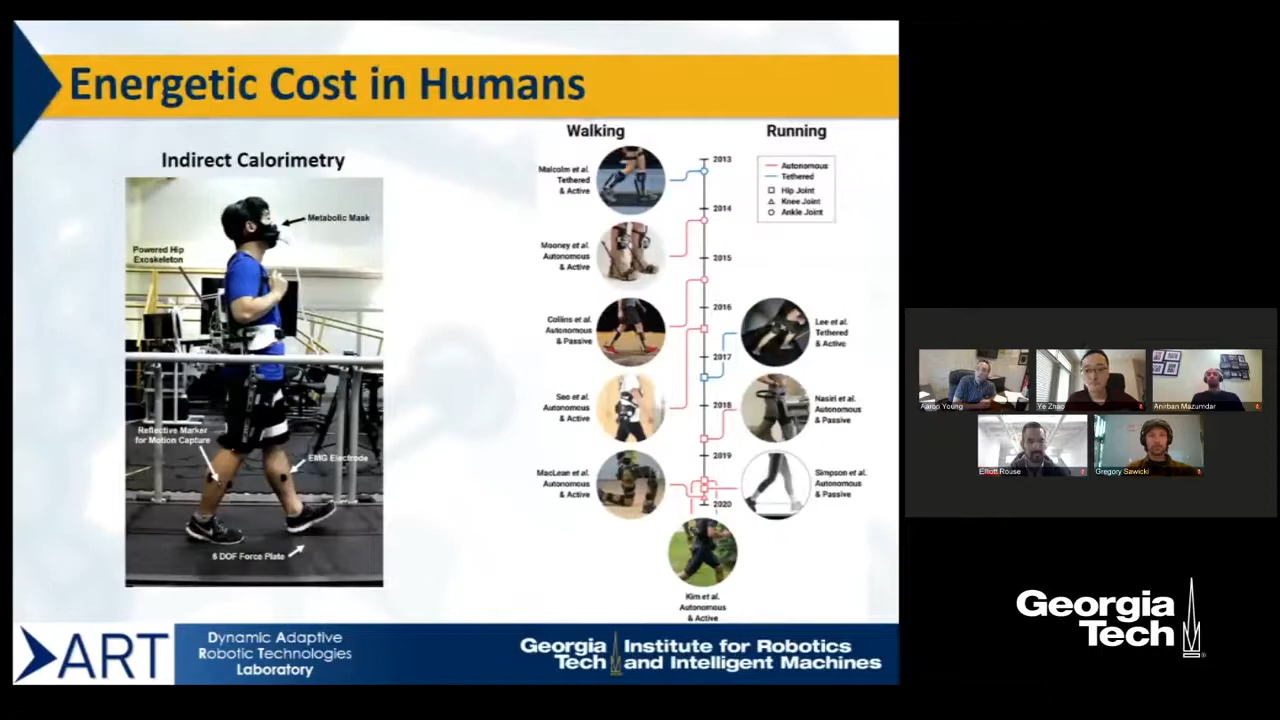 Energetic Cost in Humans
Indirect Calorimetry
Metabolic Mask
Powered Hip
Exoskeleton
Reflective Marker
for Motion Capture
EMG Electrode
6 DOF Force Plate
Walking
Running
Malcolm et al.
Tethered
& Active
Mooney et al.
Autonomous
& Active
Collins et al.
Autonomous
& Passive
Seo et al.
Autonomous
& Active
MacLean et al.
Autonomous
& Active
2013
2014
2015
2016
2017
2018
2019
2020
Autonomous
Tethered
Hip Joint
Knee Joint
Ankle Joint
Lee et al.
Tethered
& Active
Nasiri et al.
Autonomous
& Passive
Simpson et al.
Autonomous
& Passive
Kim et al.
Autonomous
& Active
ART
Dynamic Adaptive
Robotic Technologies
Laboratory
Georgia
Tech
Institute for Robotics
and Intelligent Machines
Aaron Young
Ye Zhao
Anirban Mazumdar
Elliott Rouse
Gregory Sawicki
Georgia
Tech